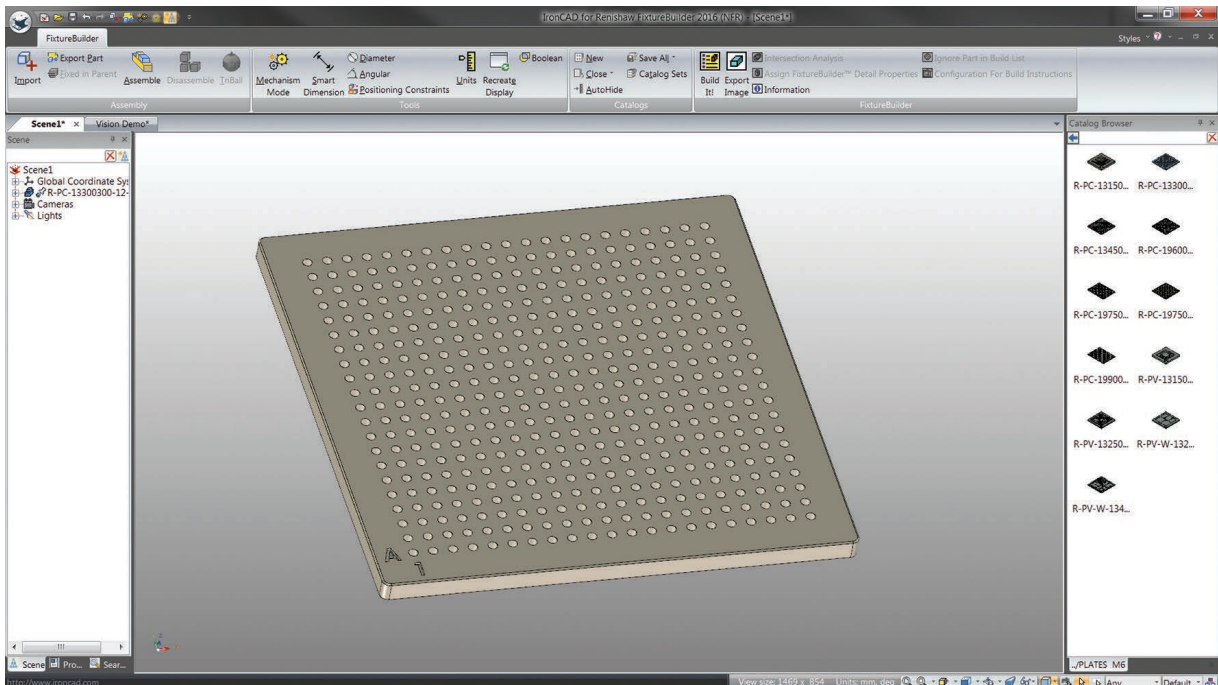 IronCAD for Renishaw FixtureBuilder 2016 (NFR) - [Scene1*]
FixtureBuilder
Styles
Import
Export Part
Fixed in Parent
Assemble
Disassemble
TriBall
Assembly
Mechanism Mode
Smart Dimension
Diameter
Angular
Positioning Constraints
Units
Recreate Display
Boolean
Tools
New
Close
AutoHide
Save All
Catalog Sets
Catalogs
Build It!
Export Image
Intersection Analysis
Assign FixtureBuilder™ Detail Properties
Information
Ignore Part in Build List
Configuration For Build Instructions
FixtureBuilder
Scene1*
Vision Demo*
Scene
Scene1
Global Coordinate Sys
R-PC-13300300-12-
Cameras
Lights
A
1
Catalog Browser
R-PC-13150... R-PC-13300...
R-PC-13450... R-PC-19600...
R-PC-19750... R-PC-19750...
R-PC-19900... R-PV-13150...
R-PV-13250... R-PV-W-132...
R-PV-W-134...
../PLATES M6
Scene Pro... Sear...
http://www.ironcad.com
View size: 1469 x 854 Units: mm, deg
Any
Default